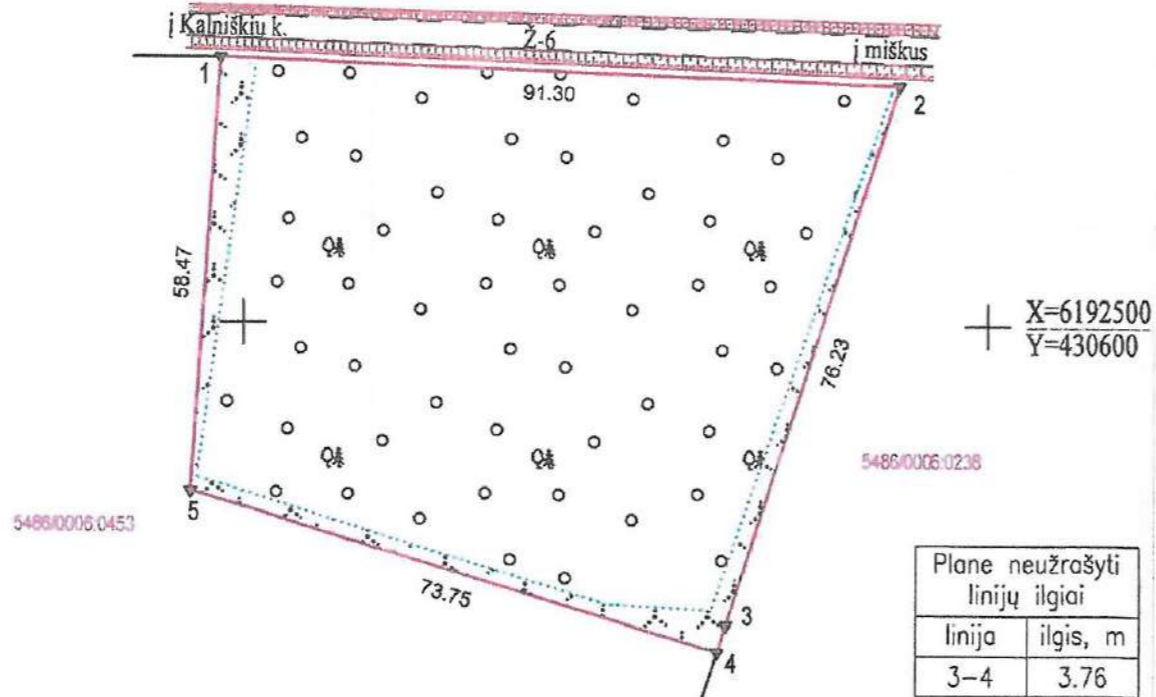 į Kalniškių k.
Ž-6
į miškus
1
91.30
2
58.47
X=6192500
Y=430600
76.23
5486/0006:0238
5486/0006:0453
5
73.75
3
4
Plane neužrašyti
linijų ilgiai
linija ilgis, m
3-4 3.76